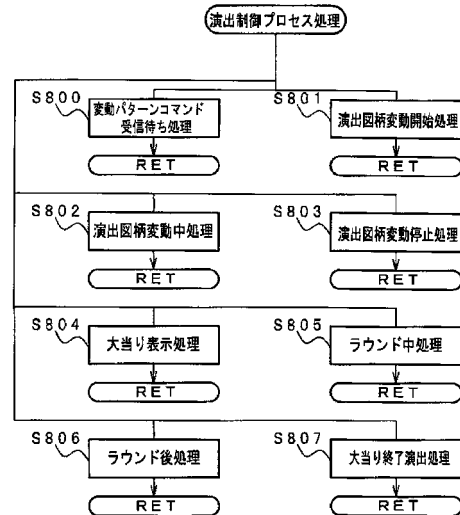 演出制御プロセス処理
S800
変動パターンコマンド
受信待ち処理
RET
S801
演出図柄変動開始処理
RET
S802
演出図柄変動中処理
RET
S803
演出図柄変動停止処理
RET
S804
大当り表示処理
RET
S805
ラウンド中処理
RET
S806
ラウンド後処理
RET
S807
大当り終了演出処理
RET